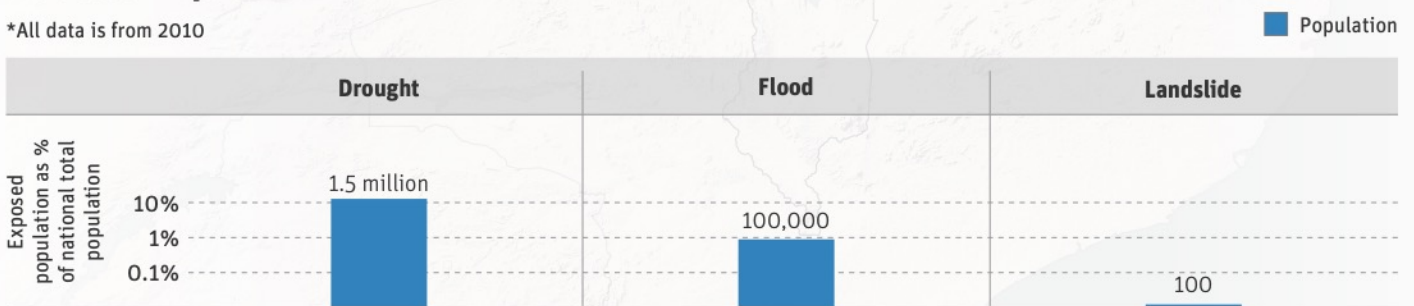 *All data is from 2010
Population
Drought
Flood
Landslide
Exposed
population as %
of national total
population
10%
1%
0.1%
1.5 million
100,000
100